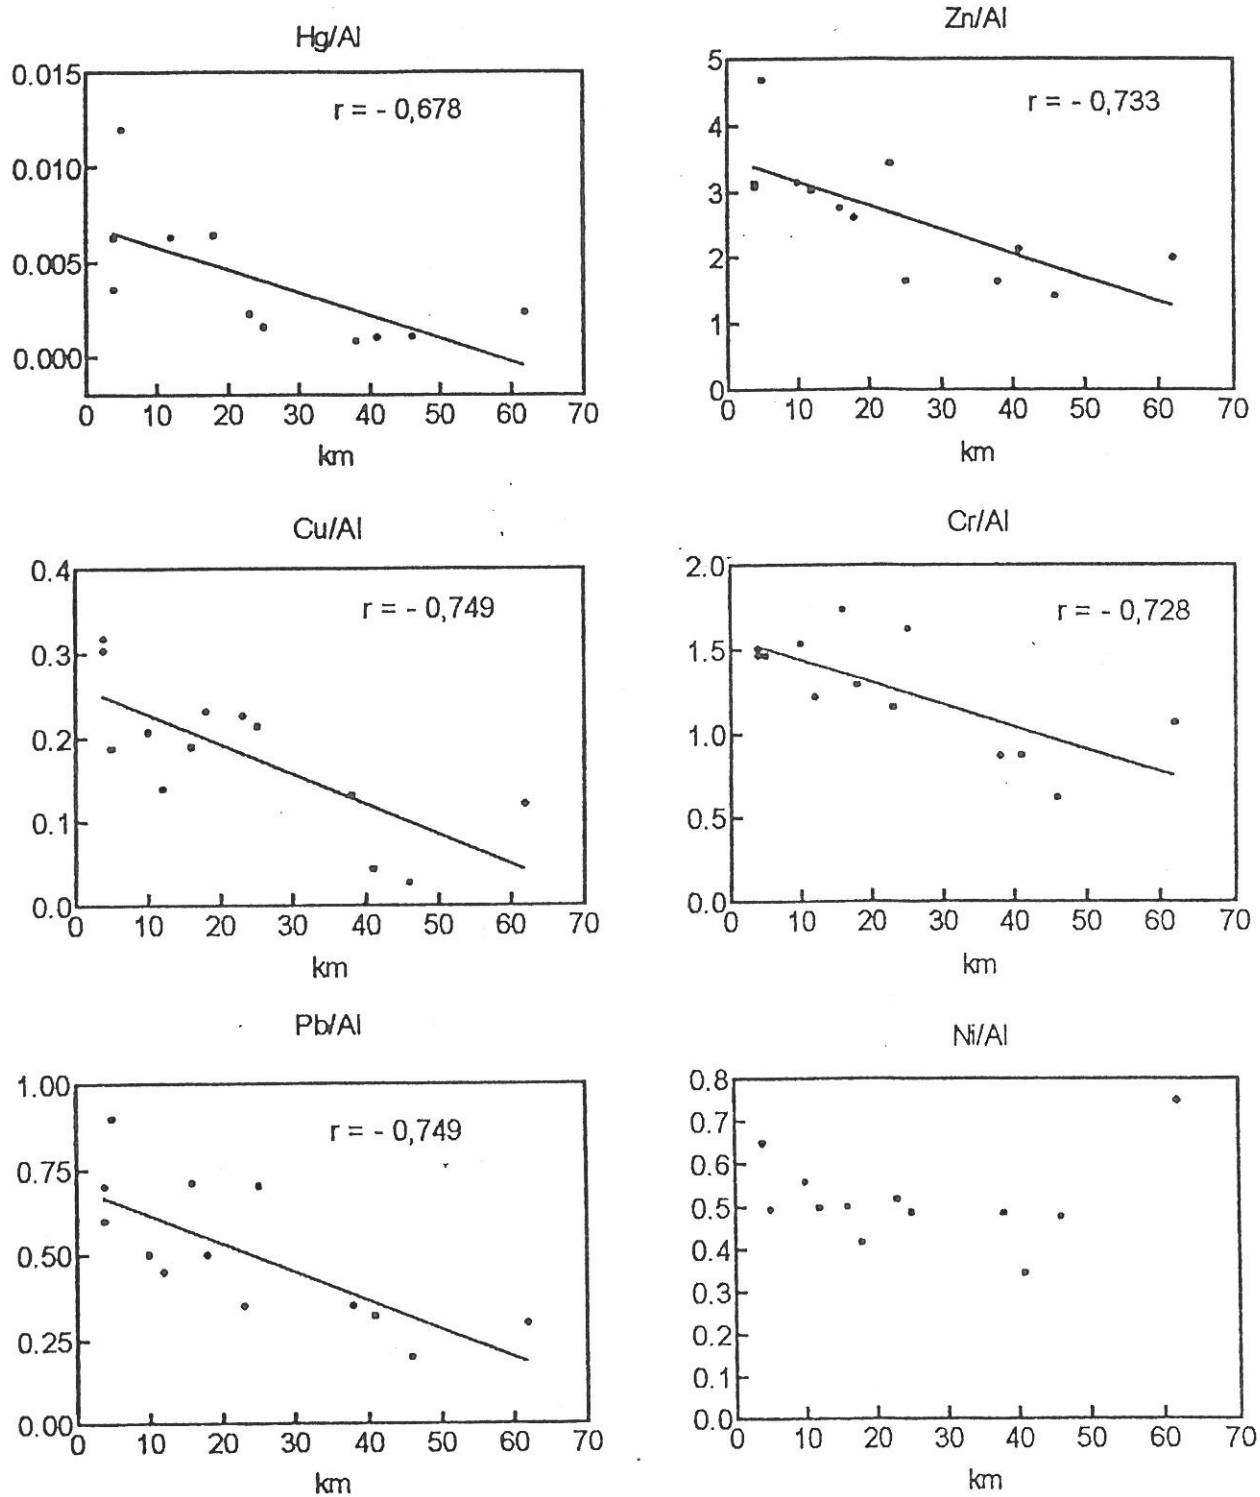 Hg/Al
0.015
0.010
0.005
0.000
r = - 0,678
0 10 20 30 40 50 60 70
km
Zn/Al
5
4
3
2
1
0
r = - 0,733
0 10 20 30 40 50 60 70
km
Cu/Al
0.4
0.3
0.2
0.1
0.0
r = - 0,749
0 10 20 30 40 50 60 70
km
Cr/Al
2.0
1.5
1.0
0.5
0.0
r = - 0,728
0 10 20 30 40 50 60 70
km
Pb/Al
1.00
0.75
0.50
0.25
0.00
r = - 0,749
0 10 20 30 40 50 60 70
km
Ni/Al
0.8
0.7
0.6
0.5
0.4
0.3
0.2
0.1
0.0
0 10 20 30 40 50 60 70
km